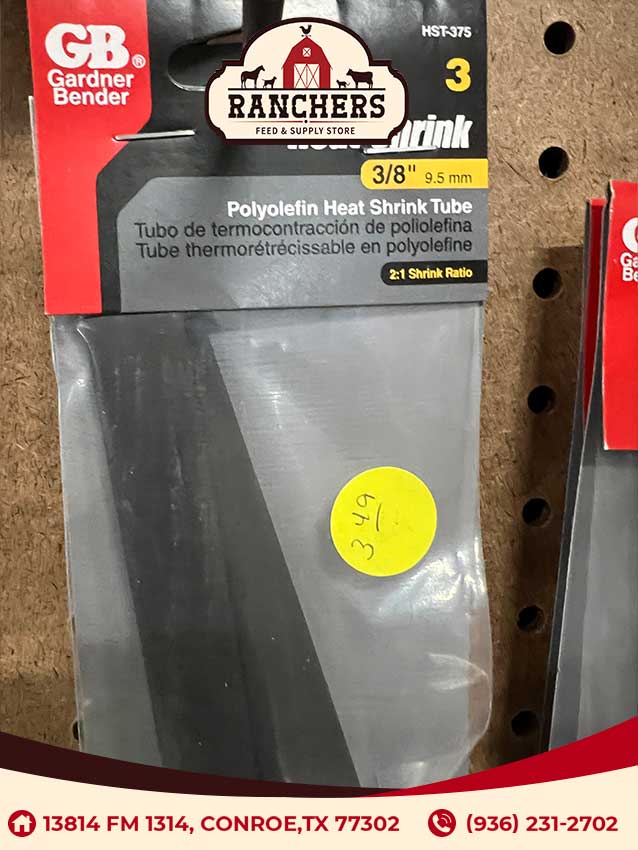 GB®
Gardner
Bender
HST-375
3
RANCHERS
FEED & SUPPLY STORE
Heat Shrink
3/8" 9.5 mm
Polyolefin Heat Shrink Tube
Tubo de termocontracción de poliolefina
Tube thermorétrécissable en polyolefine
2:1 Shrink Ratio
3 49
13814 FM 1314, CONROE,TX 77302
(936) 231-2702